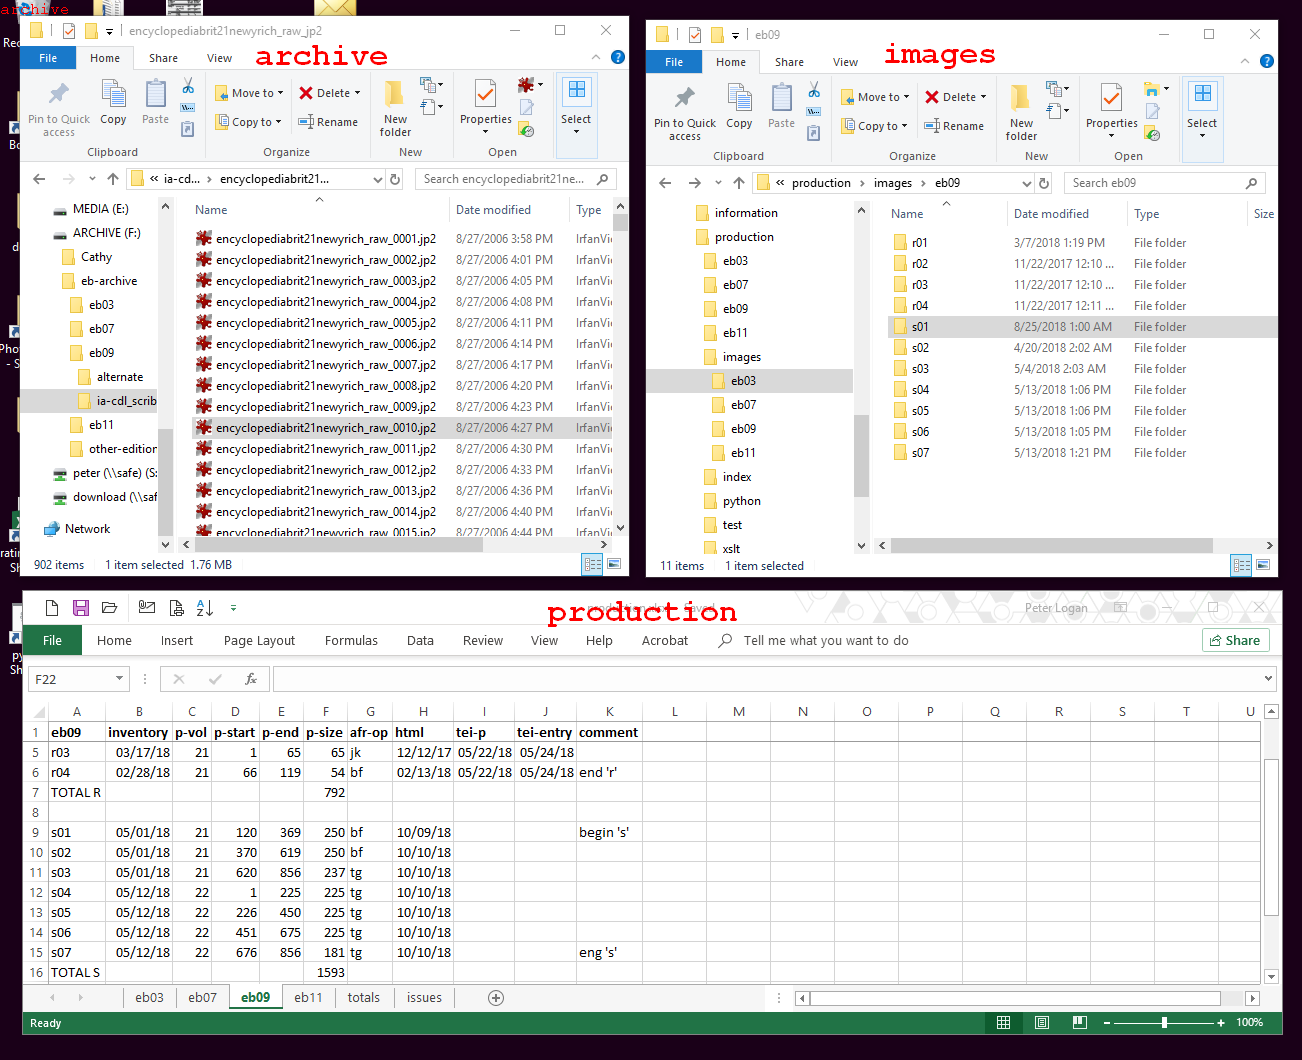 archive
Rec
encyclopediabrit21newyrich_raw_jp2
archive
File Home Share View
Pin to Quick access
Copy
Paste
Move to
Copy to
Delete
Rename
New folder
Properties
Select
Clipboard Organize New Open
« ia-cd... › encyclopediabrit21...
Search encyclopediabrit21ne...
MEDIA (E:)
ARCHIVE (F:)
Cathy
eb-archive
eb03
eb07
eb09
alternate
ia-cdl_scrib
eb11
other-edition
peter (\\safe) (S:
download (\\saf
Network
Name Date modified Type
encyclopediabrit21newyrich_raw_0001.jp2 8/27/2006 3:58 PM IrfanVi
encyclopediabrit21newyrich_raw_0002.jp2 8/27/2006 4:01 PM IrfanVi
encyclopediabrit21newyrich_raw_0003.jp2 8/27/2006 4:05 PM IrfanVi
encyclopediabrit21newyrich_raw_0004.jp2 8/27/2006 4:08 PM IrfanVi
encyclopediabrit21newyrich_raw_0005.jp2 8/27/2006 4:11 PM IrfanVi
encyclopediabrit21newyrich_raw_0006.jp2 8/27/2006 4:14 PM IrfanVi
encyclopediabrit21newyrich_raw_0007.jp2 8/27/2006 4:17 PM IrfanVi
encyclopediabrit21newyrich_raw_0008.jp2 8/27/2006 4:20 PM IrfanVi
encyclopediabrit21newyrich_raw_0009.jp2 8/27/2006 4:23 PM IrfanVi
encyclopediabrit21newyrich_raw_0010.jp2 8/27/2006 4:27 PM IrfanVi
encyclopediabrit21newyrich_raw_0011.jp2 8/27/2006 4:30 PM IrfanVi
encyclopediabrit21newyrich_raw_0012.jp2 8/27/2006 4:33 PM IrfanVi
encyclopediabrit21newyrich_raw_0013.jp2 8/27/2006 4:36 PM IrfanVi
encyclopediabrit21newyrich_raw_0014.jp2 8/27/2006 4:40 PM IrfanVi
encyclopediabrit21newyrich_raw_0015.jp2 8/27/2006 4:44 PM IrfanVi
902 items 1 item selected 1.76 MB
eb09
images
File Home Share View
Pin to Quick access
Copy
Paste
Move to
Copy to
Delete
Rename
New folder
Properties
Select
Clipboard Organize New Open
« production › images › eb09
Search eb09
information
production
eb03
eb07
eb09
eb11
images
eb03
eb07
eb09
eb11
index
python
test
xslt
Name Date modified Type Size
r01 3/7/2018 1:19 PM File folder
r02 11/22/2017 12:10 ... File folder
r03 11/22/2017 12:10 ... File folder
r04 11/22/2017 12:11 ... File folder
s01 8/25/2018 1:00 AM File folder
s02 4/20/2018 2:02 AM File folder
s03 5/4/2018 2:03 AM File folder
s04 5/13/2018 1:06 PM File folder
s05 5/13/2018 1:06 PM File folder
s06 5/13/2018 1:05 PM File folder
s07 5/13/2018 1:21 PM File folder
11 items 1 item selected
production
Peter Logan
File Home Insert Page Layout Formulas Data Review View Help Acrobat Tell me what you want to do Share
F22 fx
A B C D E F G H I J K L M N O P Q R S T U
1 eb09 inventory p-vol p-start p-end p-size afr-op html tei-p tei-entry comment
5 r03 03/17/18 21 1 65 65 jk 12/12/17 05/22/18 05/24/18
6 r04 02/28/18 21 66 119 54 bf 02/13/18 05/22/18 05/24/18 end 'r'
7 TOTAL R 792
8
9 s01 05/01/18 21 120 369 250 bf 10/09/18 begin 's'
10 s02 05/01/18 21 370 619 250 bf 10/10/18
11 s03 05/01/18 21 620 856 237 tg 10/10/18
12 s04 05/12/18 22 1 225 225 tg 10/10/18
13 s05 05/12/18 22 226 450 225 tg 10/10/18
14 s06 05/12/18 22 451 675 225 tg 10/10/18
15 s07 05/12/18 22 676 856 181 tg 10/10/18 eng 's'
16 TOTAL S 1593
eb03 eb07 eb09 eb11 totals issues
Ready 100%